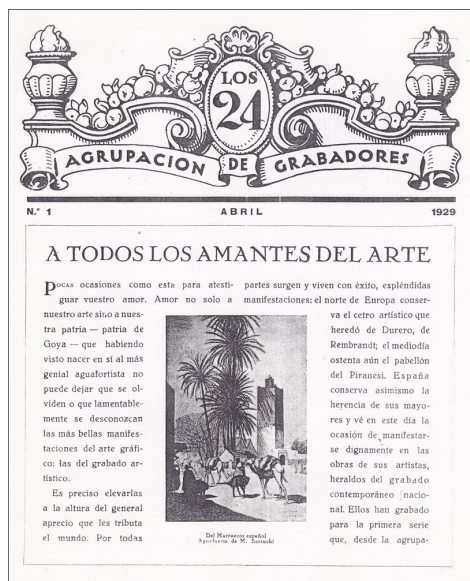 LOS
24
AGRUPACION DE GRABADORES
N.° 1 ABRIL 1929
A TODOS LOS AMANTES DEL ARTE
Pocas ocasiones como esta para atesti-
guar vuestro amor. Amor no solo a
nuestro arte sino a nues-
tra patria — patria de
Goya — que habiendo
visto nacer en sí al más
genial aguafortista no
puede dejar que se ol-
viden o que lamentable-
mente se desconozcan
las más bellas manifes-
taciones del arte gráfi-
co: las del grabado ar-
tístico.
Es preciso elevarlas
a la altura del general
aprecio que les tributa
el mundo. Por todas
partes surgen y viven con éxito, espléndidas
manifestaciones; el norte de Europa conser-
va el cetro artístico que
heredó de Durero, de
Rembrandt; el mediodía
ostenta aún el pabellón
del Piranesi. España
conserva asimismo la
herencia de sus mayo-
res y vé en este día la
ocasión de manifestar-
se dignamente en las
obras de sus artistas,
heraldos del grabado
contemporáneo nacio-
nal. Ellos han grabado
para la primera serie
que, desde la agrupa-
Del Marruecos español
Aguafuerte de M. Bertuchi